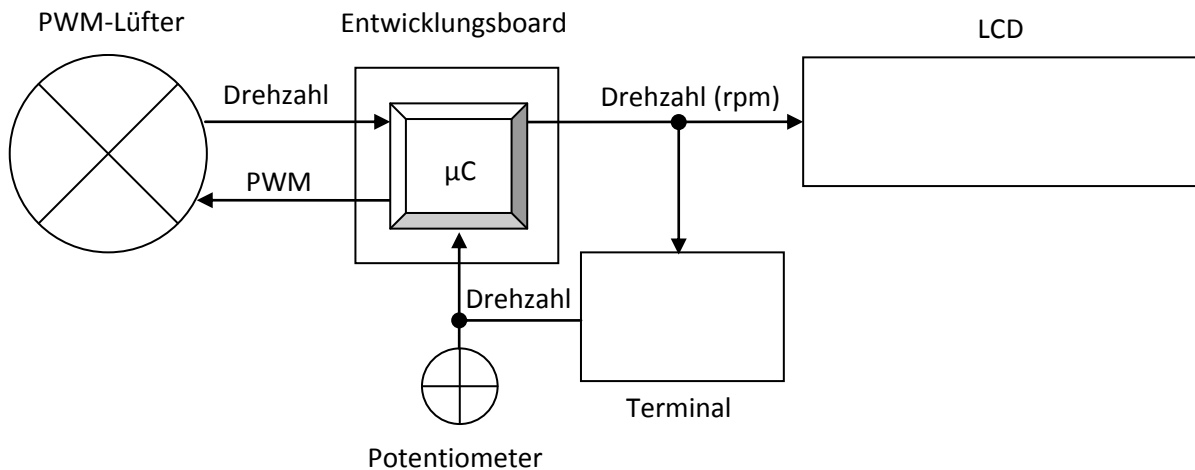 PWM-Lüfter
Entwicklungsboard
LCD
Drehzahl
Drehzahl (rpm)
µC
PWM
Drehzahl
Terminal
Potentiometer